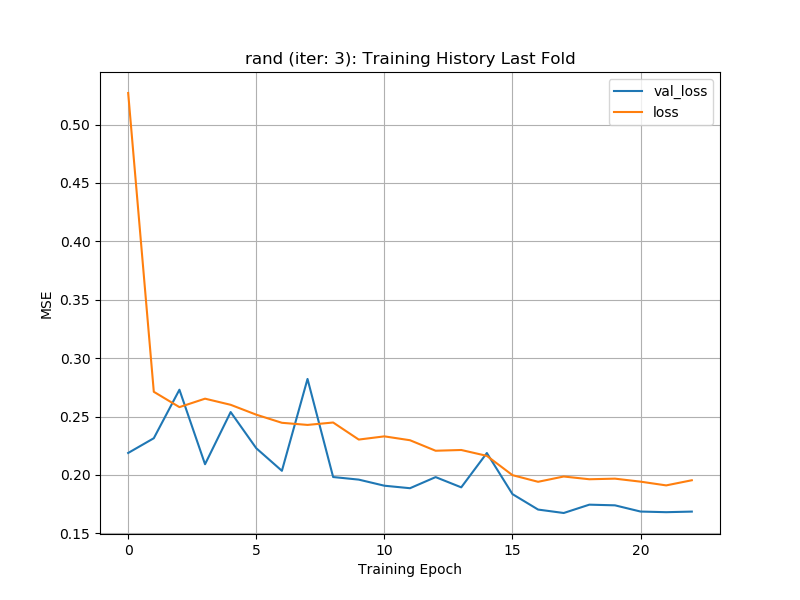 rand (iter: 3): Training History Last Fold
val_loss
loss
0.50
0.45
0.40
0.35
0.30
0.25
0.20
0.15
MSE
0 5 10 15 20
Training Epoch